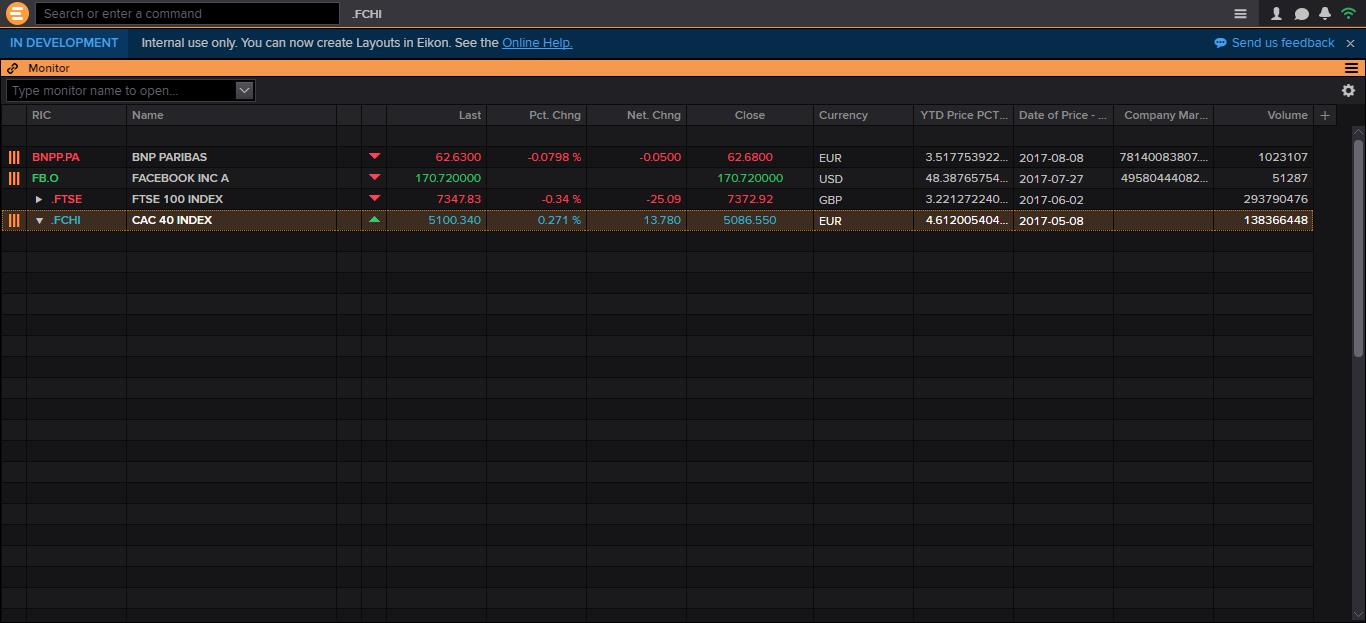 Search or enter a command .FCHI
IN DEVELOPMENT Internal use only. You can now create Layouts in Eikon. See the Online Help. Send us feedback
Monitor
Type monitor name to open...
RIC Name Last Pct. Chng Net. Chng Close Currency YTD Price PCT... Date of Price - ... Company Mar... Volume +
BNPP.PA BNP PARIBAS 62.6300 -0.0798 % -0.0500 62.6800 EUR 3.517753922... 2017-08-08 78140083807.... 1023107
FB.O FACEBOOK INC A 170.720000 170.720000 USD 48.38765754... 2017-07-27 49580444082... 51287
.FTSE FTSE 100 INDEX 7347.83 -0.34 % -25.09 7372.92 GBP 3.221272240... 2017-06-02 293790476
.FCHI CAC 40 INDEX 5100.340 0.271 % 13.780 5086.550 EUR 4.612005404... 2017-05-08 138366448